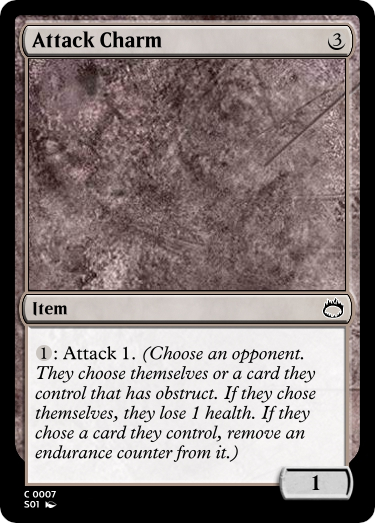 Attack Charm 3
Item
1: Attack 1. (Choose an opponent.
They choose themselves or a card they
control that has obstruct. If they chose
themselves, they lose 1 health. If they
chose a card they control, remove an
endurance counter from it.)
1
C 0007
S01